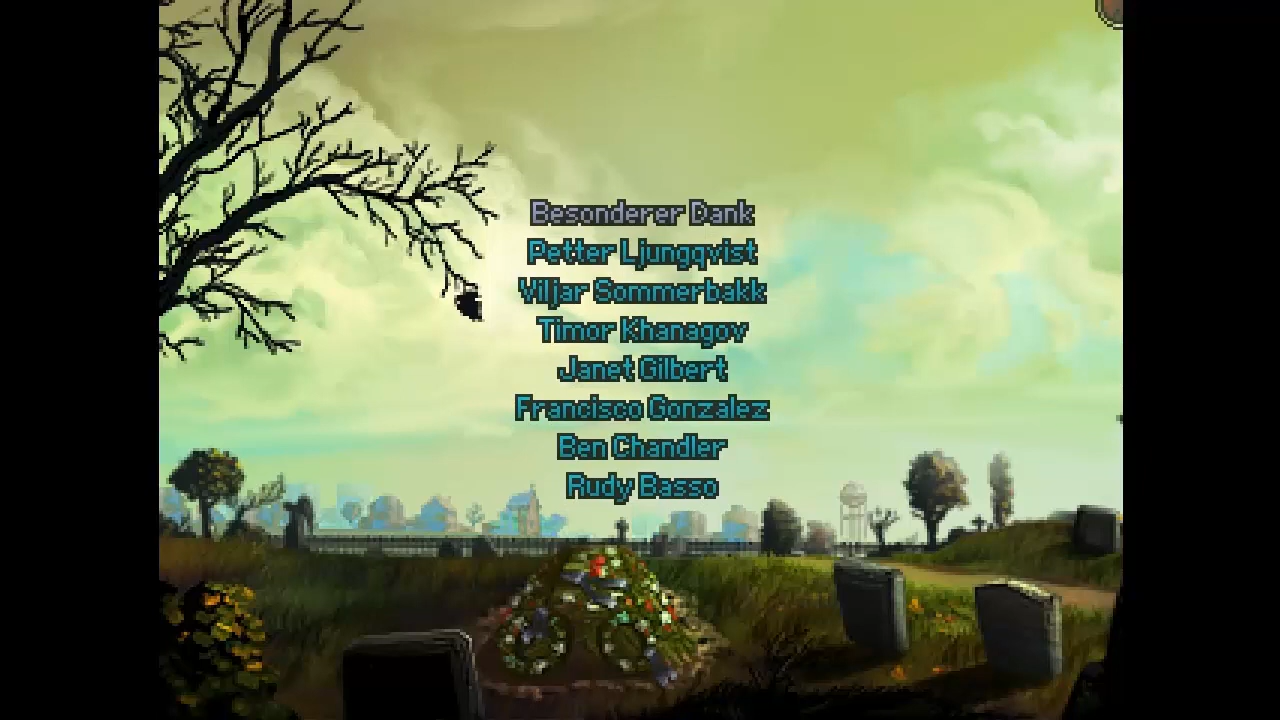 Besonderer Dank
Petter Ljungqvist
Viljar Sommerbakk
Timor Khanagov
Janet Gilbert
Francisco Gonzalez
Ben Chandler
Rudy Basso